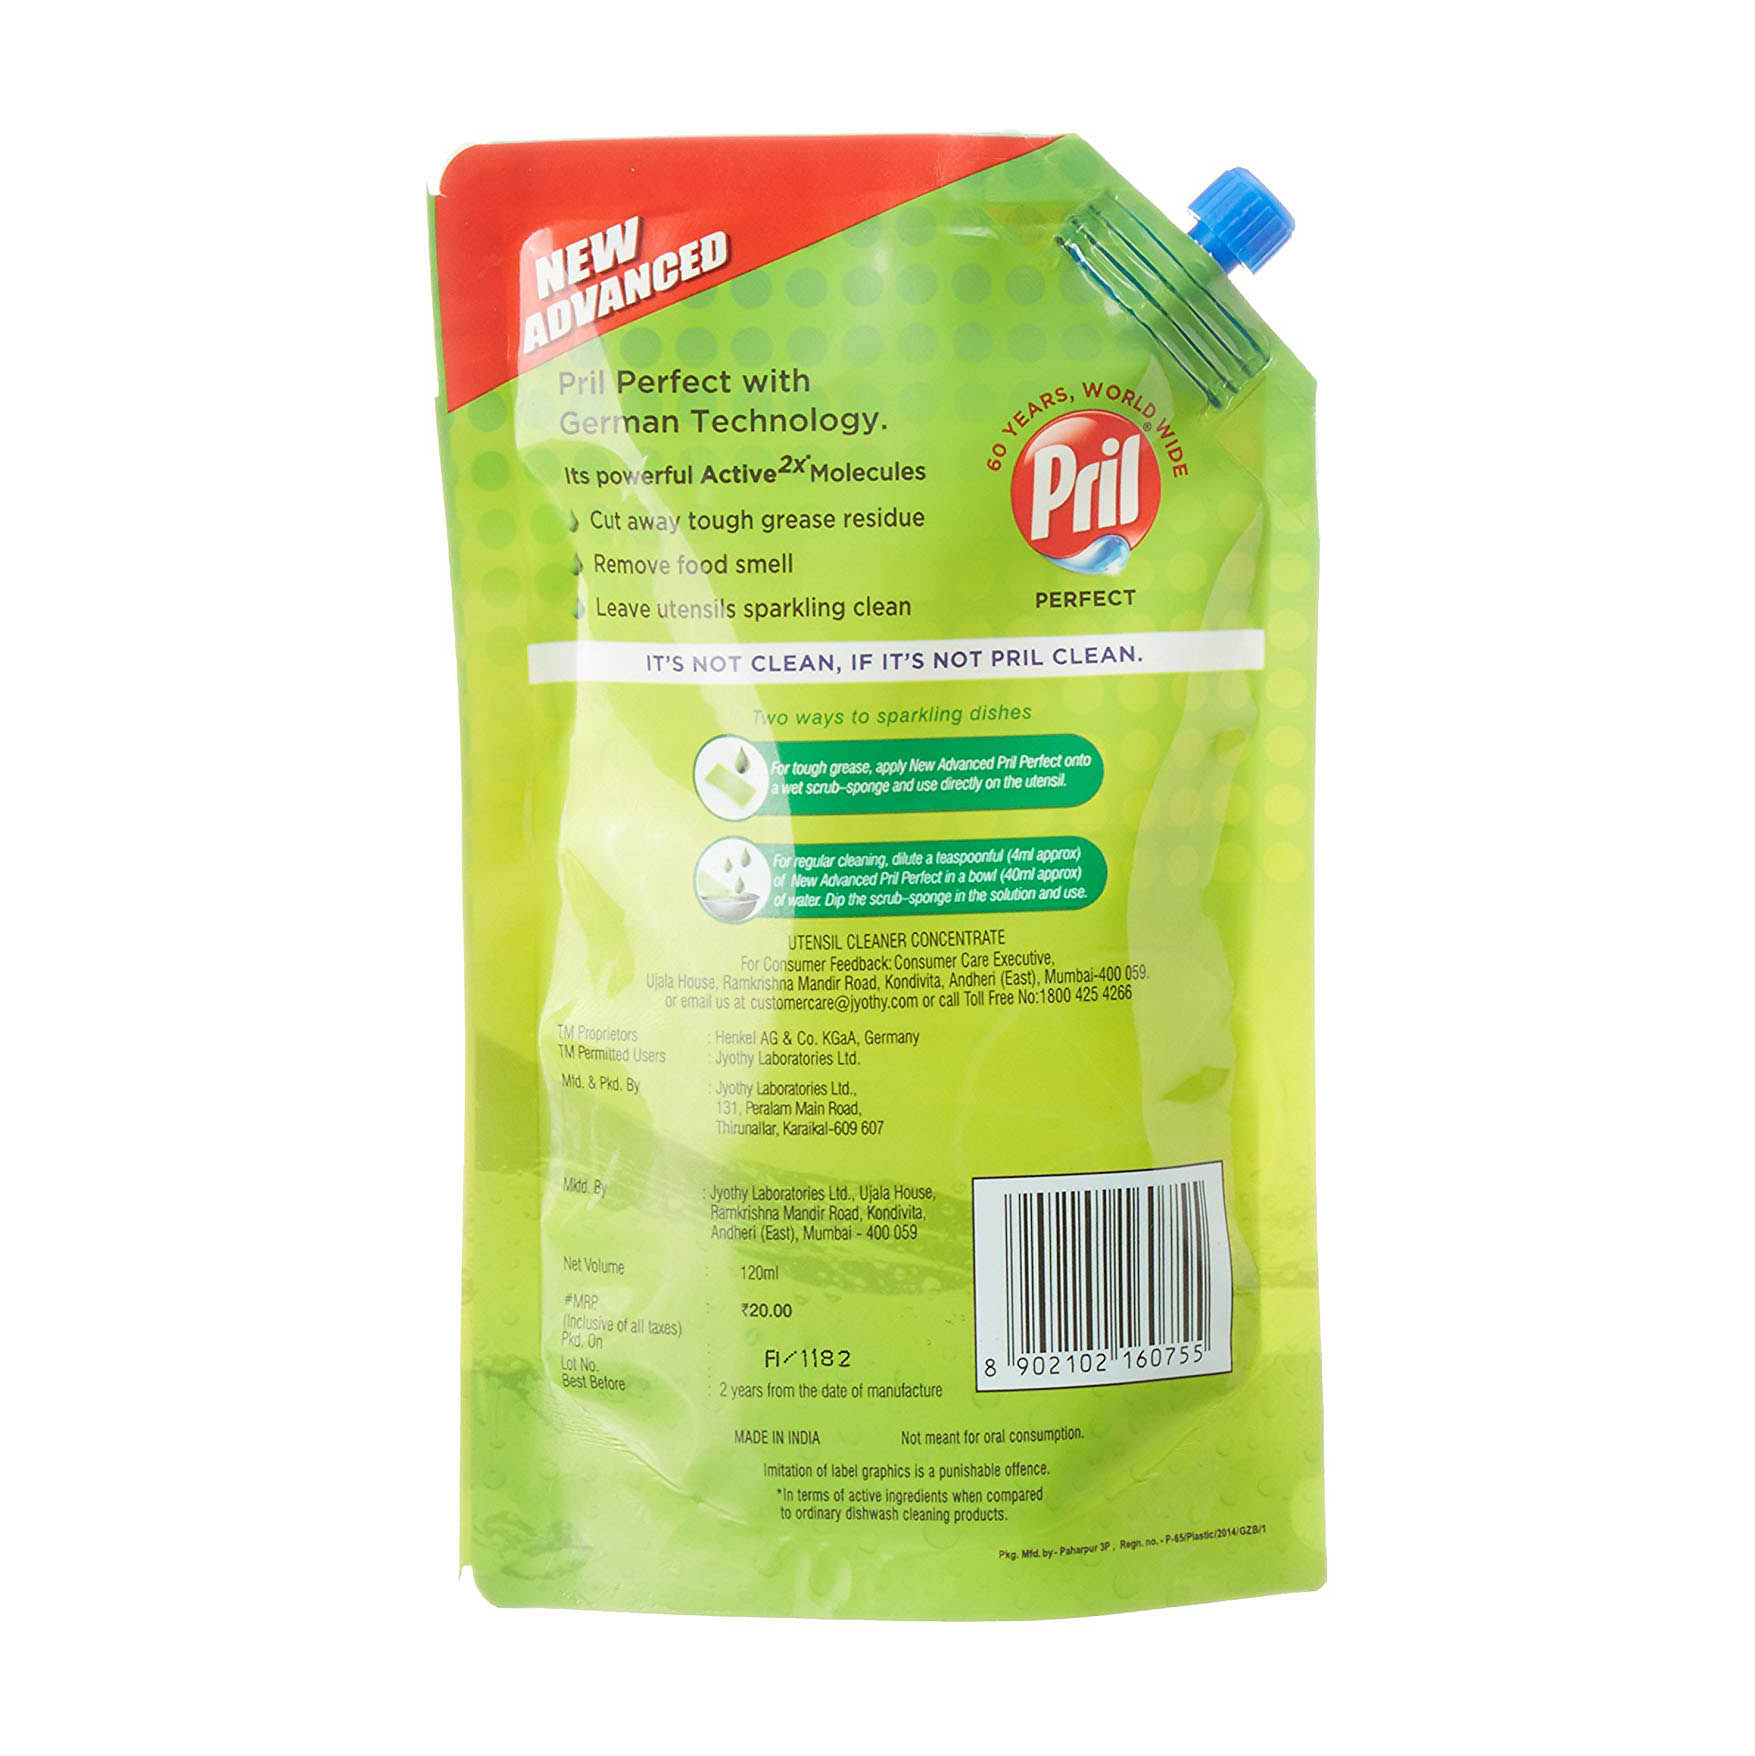 NEW
ADVANCED
Pril Perfect with
German Technology.
Its powerful Active2x* Molecules
Cut away tough grease residue
Remove food smell
Leave utensils sparkling clean
60 YEARS, WORLD WIDE
Pril®
PERFECT
IT'S NOT CLEAN, IF IT'S NOT PRIL CLEAN.
Two ways to sparkling dishes
For tough grease, apply New Advanced Pril Perfect onto
a wet scrub-sponge and use directly on the utensil.
For regular cleaning, dilute a teaspoonful (4ml approx)
of New Advanced Pril Perfect in a bowl (40ml approx)
of water. Dip the scrub-sponge in the solution and use.
UTENSIL CLEANER CONCENTRATE
For Consumer Feedback: Consumer Care Executive,
Ujala House, Ramkrishna Mandir Road, Kondivita, Andheri (East), Mumbai-400 059.
or email us at customercare@jyothy.com or call Toll Free No:1800 425 4266
TM Proprietors : Henkel AG & Co. KGaA, Germany
TM Permitted Users : Jyothy Laboratories Ltd.
Mfd. & Pkd. By : Jyothy Laboratories Ltd.,
131, Peralam Main Road,
Thirunallar, Karaikal-609 607
Mktd. By : Jyothy Laboratories Ltd., Ujala House,
Ramkrishna Mandir Road, Kondivita,
Andheri (East), Mumbai - 400 059
Net Volume : 120ml
#MRP : ₹20.00
(Inclusive of all taxes)
Pkd. On
FI/1182
Lot No.
Best Before : 2 years from the date of manufacture
8 902102 160755
MADE IN INDIA Not meant for oral consumption.
Imitation of label graphics is a punishable offence.
*In terms of active ingredients when compared
to ordinary dishwash cleaning products.
Pkg. Mfd. by- Paharpur 3P , Regn. no. - P-65/Plastic/2014/GZB/1